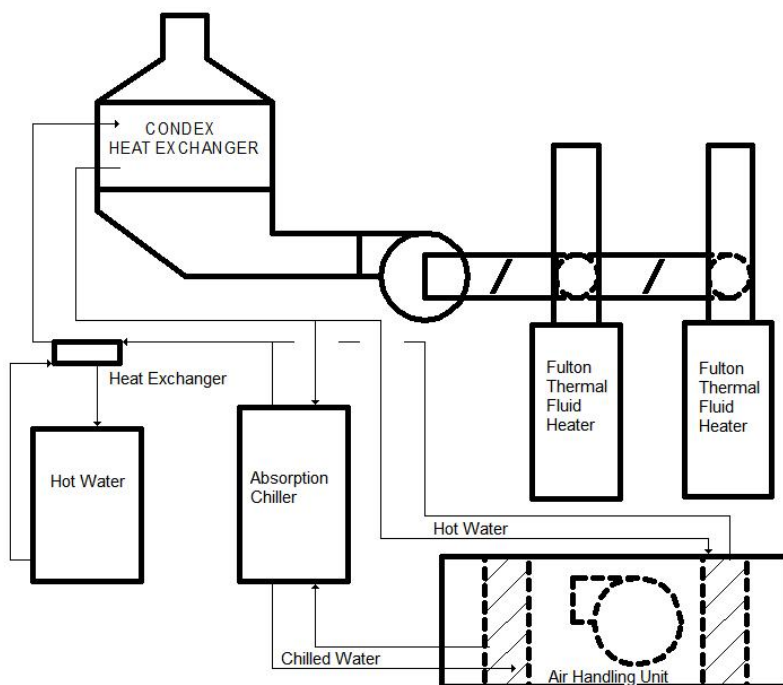 CONDEX
HEAT EXCHANGER
Fulton
Thermal
Fluid
Heater
Fulton
Thermal
Fluid
Heater
Heat Exchanger
Hot Water
Absorption
Chiller
Hot Water
Chilled Water
Air Handling Unit